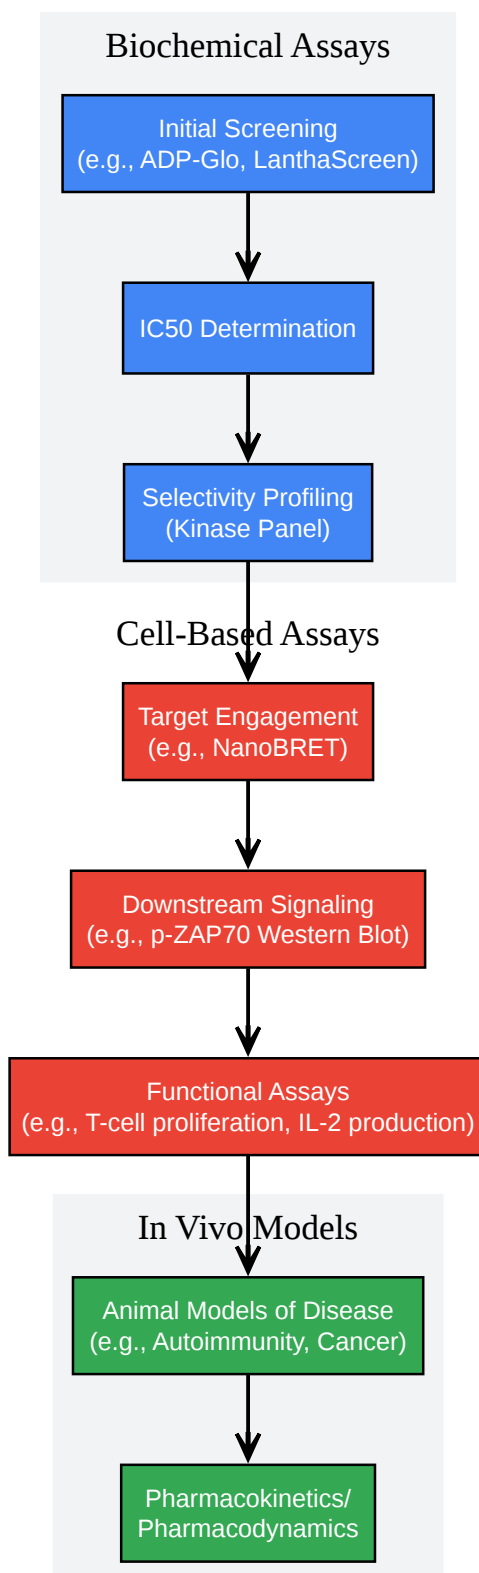 Biochemical Assays
Initial Screening
(e.g., ADP-Glo, LanthaScreen)
IC50 Determination
Selectivity Profiling
(Kinase Panel)
Cell-Based Assays
Target Engagement
(e.g., NanoBRET)
Downstream Signaling
(e.g., p-ZAP70 Western Blot)
Functional Assays
(e.g., T-cell proliferation, IL-2 production)
In Vivo Models
Animal Models of Disease
(e.g., Autoimmunity, Cancer)
Pharmacokinetics/
Pharmacodynamics